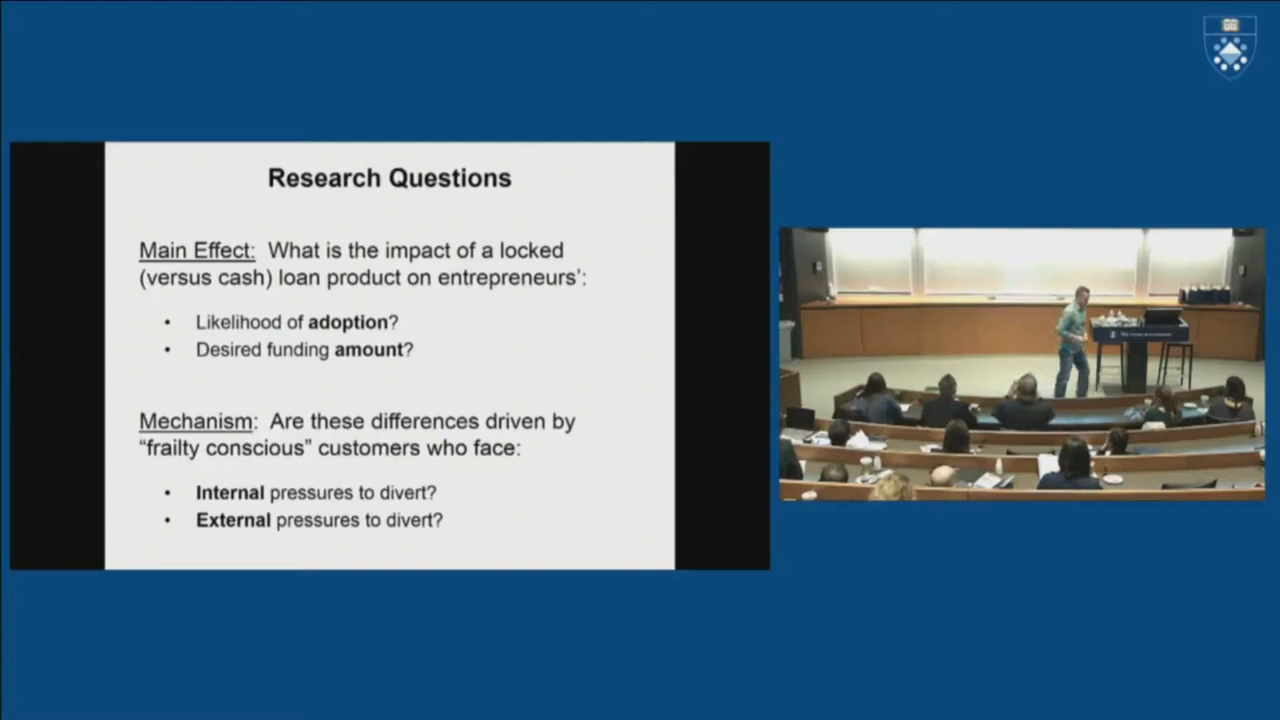 Research Questions
Main Effect: What is the impact of a locked
(versus cash) loan product on entrepreneurs’:
• Likelihood of adoption?
• Desired funding amount?
Mechanism: Are these differences driven by
“frailty conscious” customers who face:
• Internal pressures to divert?
• External pressures to divert?